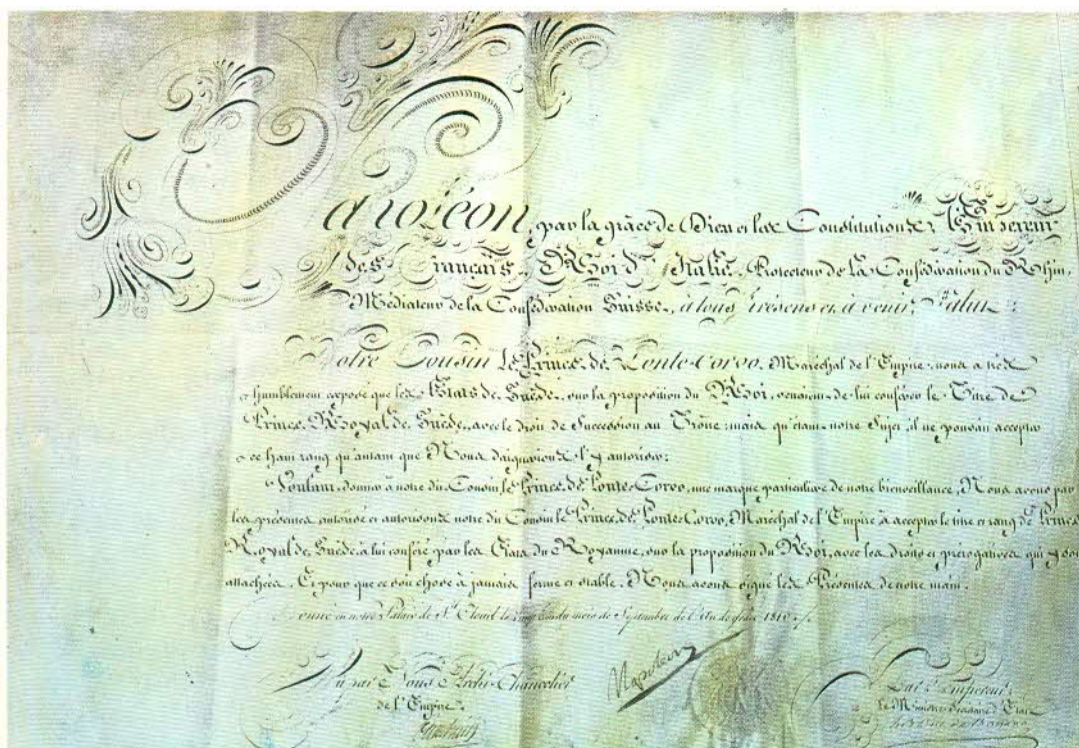 Napoléon, par la grâce de Dieu et les Constitutions, Empereur
des Français, Roi d'Italie, Protecteur de la Confédération du Rhin,
Médiateur de la Confédération Suisse, à tous présens et à venir, Salut:
Notre Cousin le Prince de Ponte-Corvo, Maréchal de l'Empire, nous a très
humblement exposé que les Etats de Suède, sur la proposition du Roi, venaient de lui conférer le Titre de
Prince Royal de Suède, avec le droit de Succession au Trône; mais qu'étant notre Sujet, il ne pouvait accepter
ce haut rang qu'autant que Nous daignerions l'y autoriser:
Voulant donner à notre dit Cousin le Prince de Ponte-Corvo, une marque particulière de notre bienveillance, Nous avons par
les présentes autorisé et autorisons notre dit Cousin le Prince de Ponte-Corvo, Maréchal de l'Empire à accepter le titre et rang de Prince
Royal de Suède, à lui conféré par les Etats du Royaume, sur la proposition du Roi, avec les droits et prérogatives qui y sont
attachés. Et pour que ce soit chose à jamais ferme et stable, Nous avons signé les Présentes de notre main.
Donné en notre Palais de St Cloud le du mois de Septembre de l'An de grâce 1810
Napoleon
Vu par Nous Archi-Chancelier
de l'Empire
Par l'Empereur
Le Ministre Secrétaire d'Etat